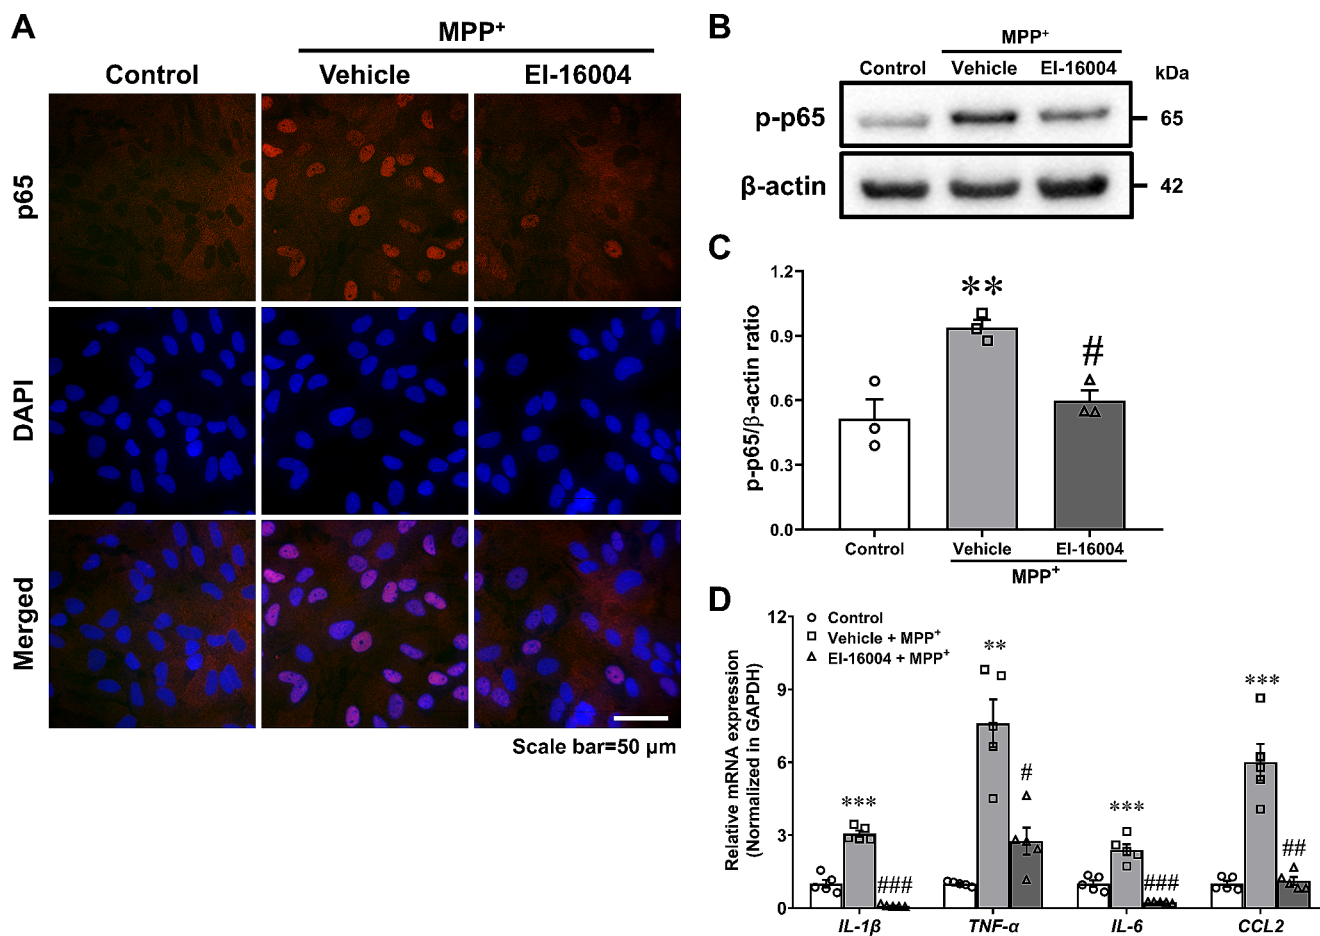 A
MPP+
Control
Vehicle
EI-16004
p65
DAPI
Merged
Scale bar=50 μm
B
MPP+
Control
Vehicle
EI-16004
kDa
p-p65
65
β-actin
42
C
p-p65/β-actin ratio
1.2
0.9
0.6
0.3
0.0
**
#
Control
Vehicle
EI-16004
MPP+
D
Relative mRNA expression
(Normalized in GAPDH)
12
9
6
3
0
Control
Vehicle + MPP+
EI-16004 + MPP+
***
###
**
#
***
###
***
##
IL-1β
TNF-α
IL-6
CCL2